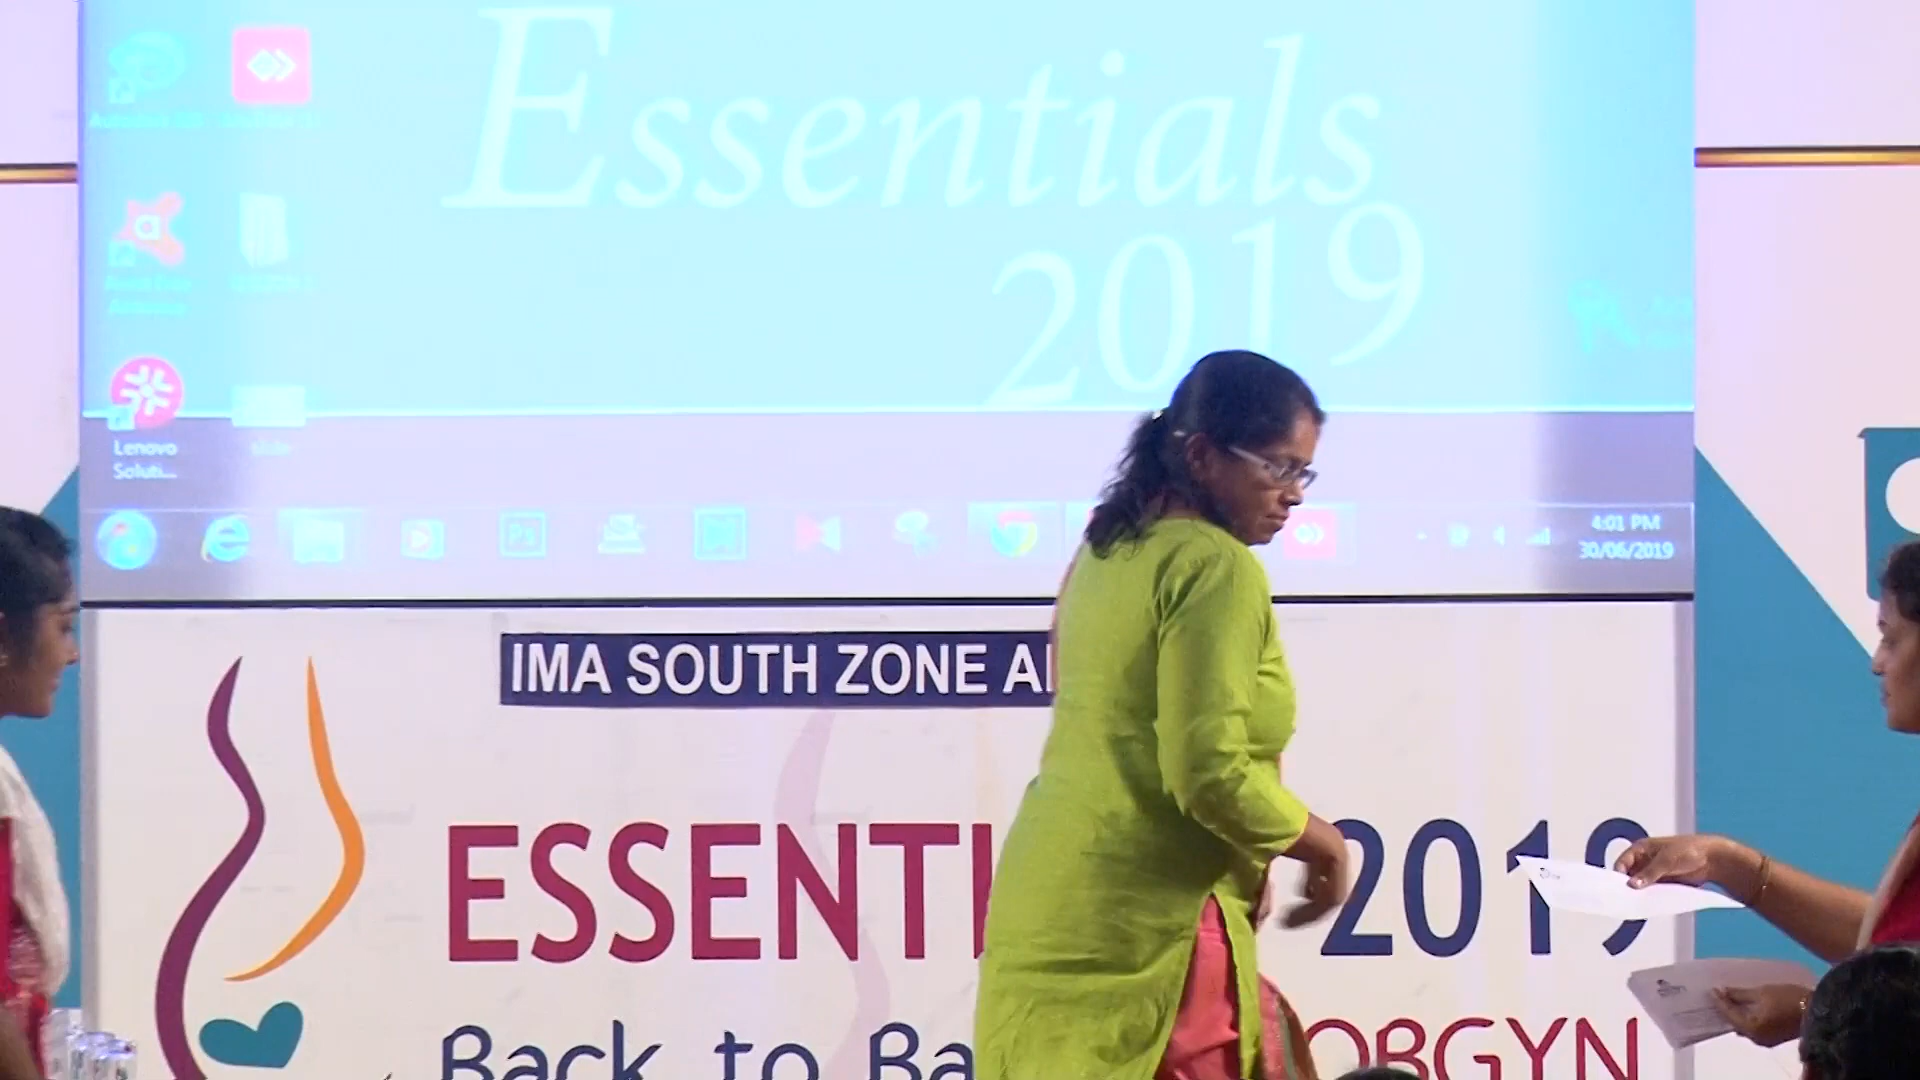 Essentials
2019
Lenovo
Soluti...
Ps
4:01 PM
30/06/2019
IMA SOUTH ZONE
ESSENTI 2019
Back to Ba OBGYN